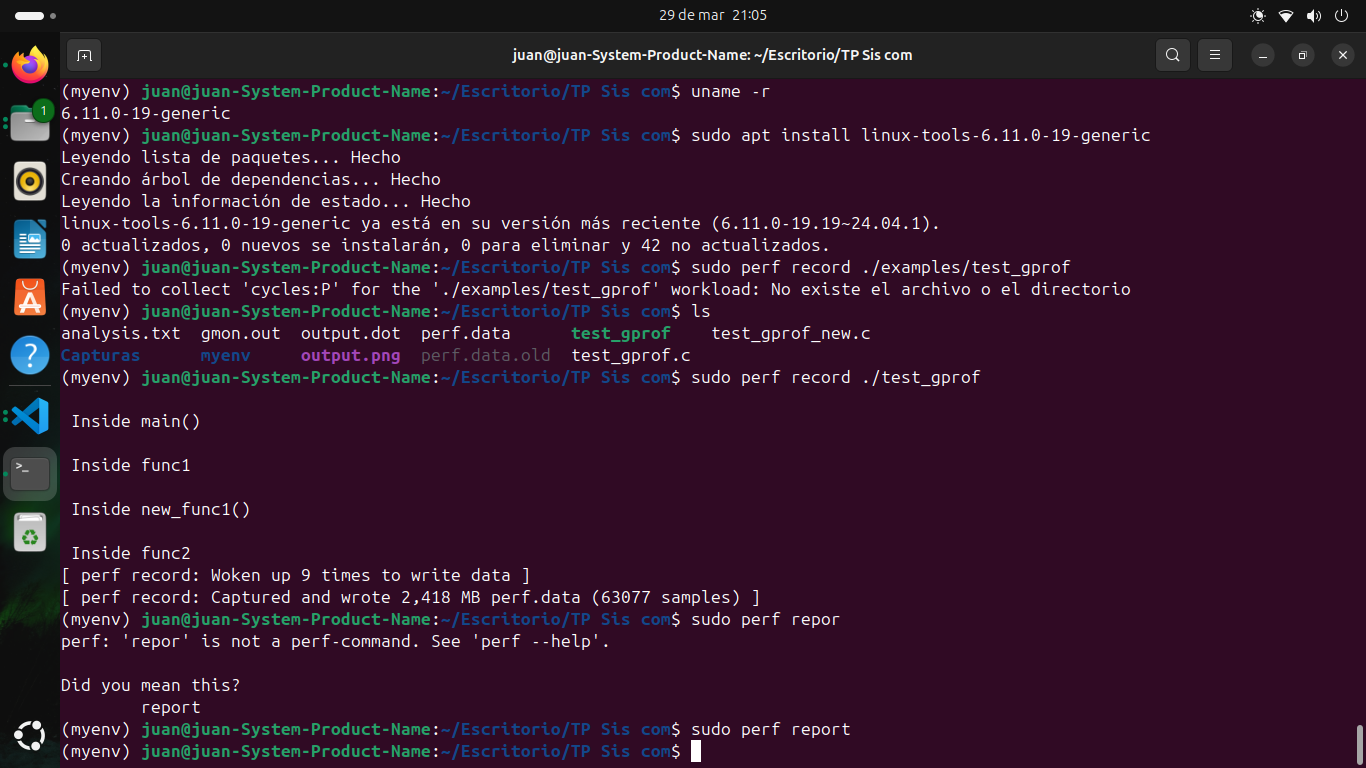 29 de mar 21:05
juan@juan-System-Product-Name: ~/Escritorio/TP Sis com
1
(myenv) juan@juan-System-Product-Name:~/Escritorio/TP Sis com$ uname -r
6.11.0-19-generic
(myenv) juan@juan-System-Product-Name:~/Escritorio/TP Sis com$ sudo apt install linux-tools-6.11.0-19-generic
Leyendo lista de paquetes... Hecho
Creando árbol de dependencias... Hecho
Leyendo la información de estado... Hecho
linux-tools-6.11.0-19-generic ya está en su versión más reciente (6.11.0-19.19~24.04.1).
0 actualizados, 0 nuevos se instalarán, 0 para eliminar y 42 no actualizados.
(myenv) juan@juan-System-Product-Name:~/Escritorio/TP Sis com$ sudo perf record ./examples/test_gprof
Failed to collect 'cycles:P' for the './examples/test_gprof' workload: No existe el archivo o el directorio
(myenv) juan@juan-System-Product-Name:~/Escritorio/TP Sis com$ ls
analysis.txt gmon.out output.dot perf.data test_gprof test_gprof_new.c
Capturas myenv output.png perf.data.old test_gprof.c
(myenv) juan@juan-System-Product-Name:~/Escritorio/TP Sis com$ sudo perf record ./test_gprof
Inside main()
Inside func1
Inside new_func1()
Inside func2
[ perf record: Woken up 9 times to write data ]
[ perf record: Captured and wrote 2,418 MB perf.data (63077 samples) ]
(myenv) juan@juan-System-Product-Name:~/Escritorio/TP Sis com$ sudo perf repor
perf: 'repor' is not a perf-command. See 'perf --help'.
Did you mean this?
report
(myenv) juan@juan-System-Product-Name:~/Escritorio/TP Sis com$ sudo perf report
(myenv) juan@juan-System-Product-Name:~/Escritorio/TP Sis com$